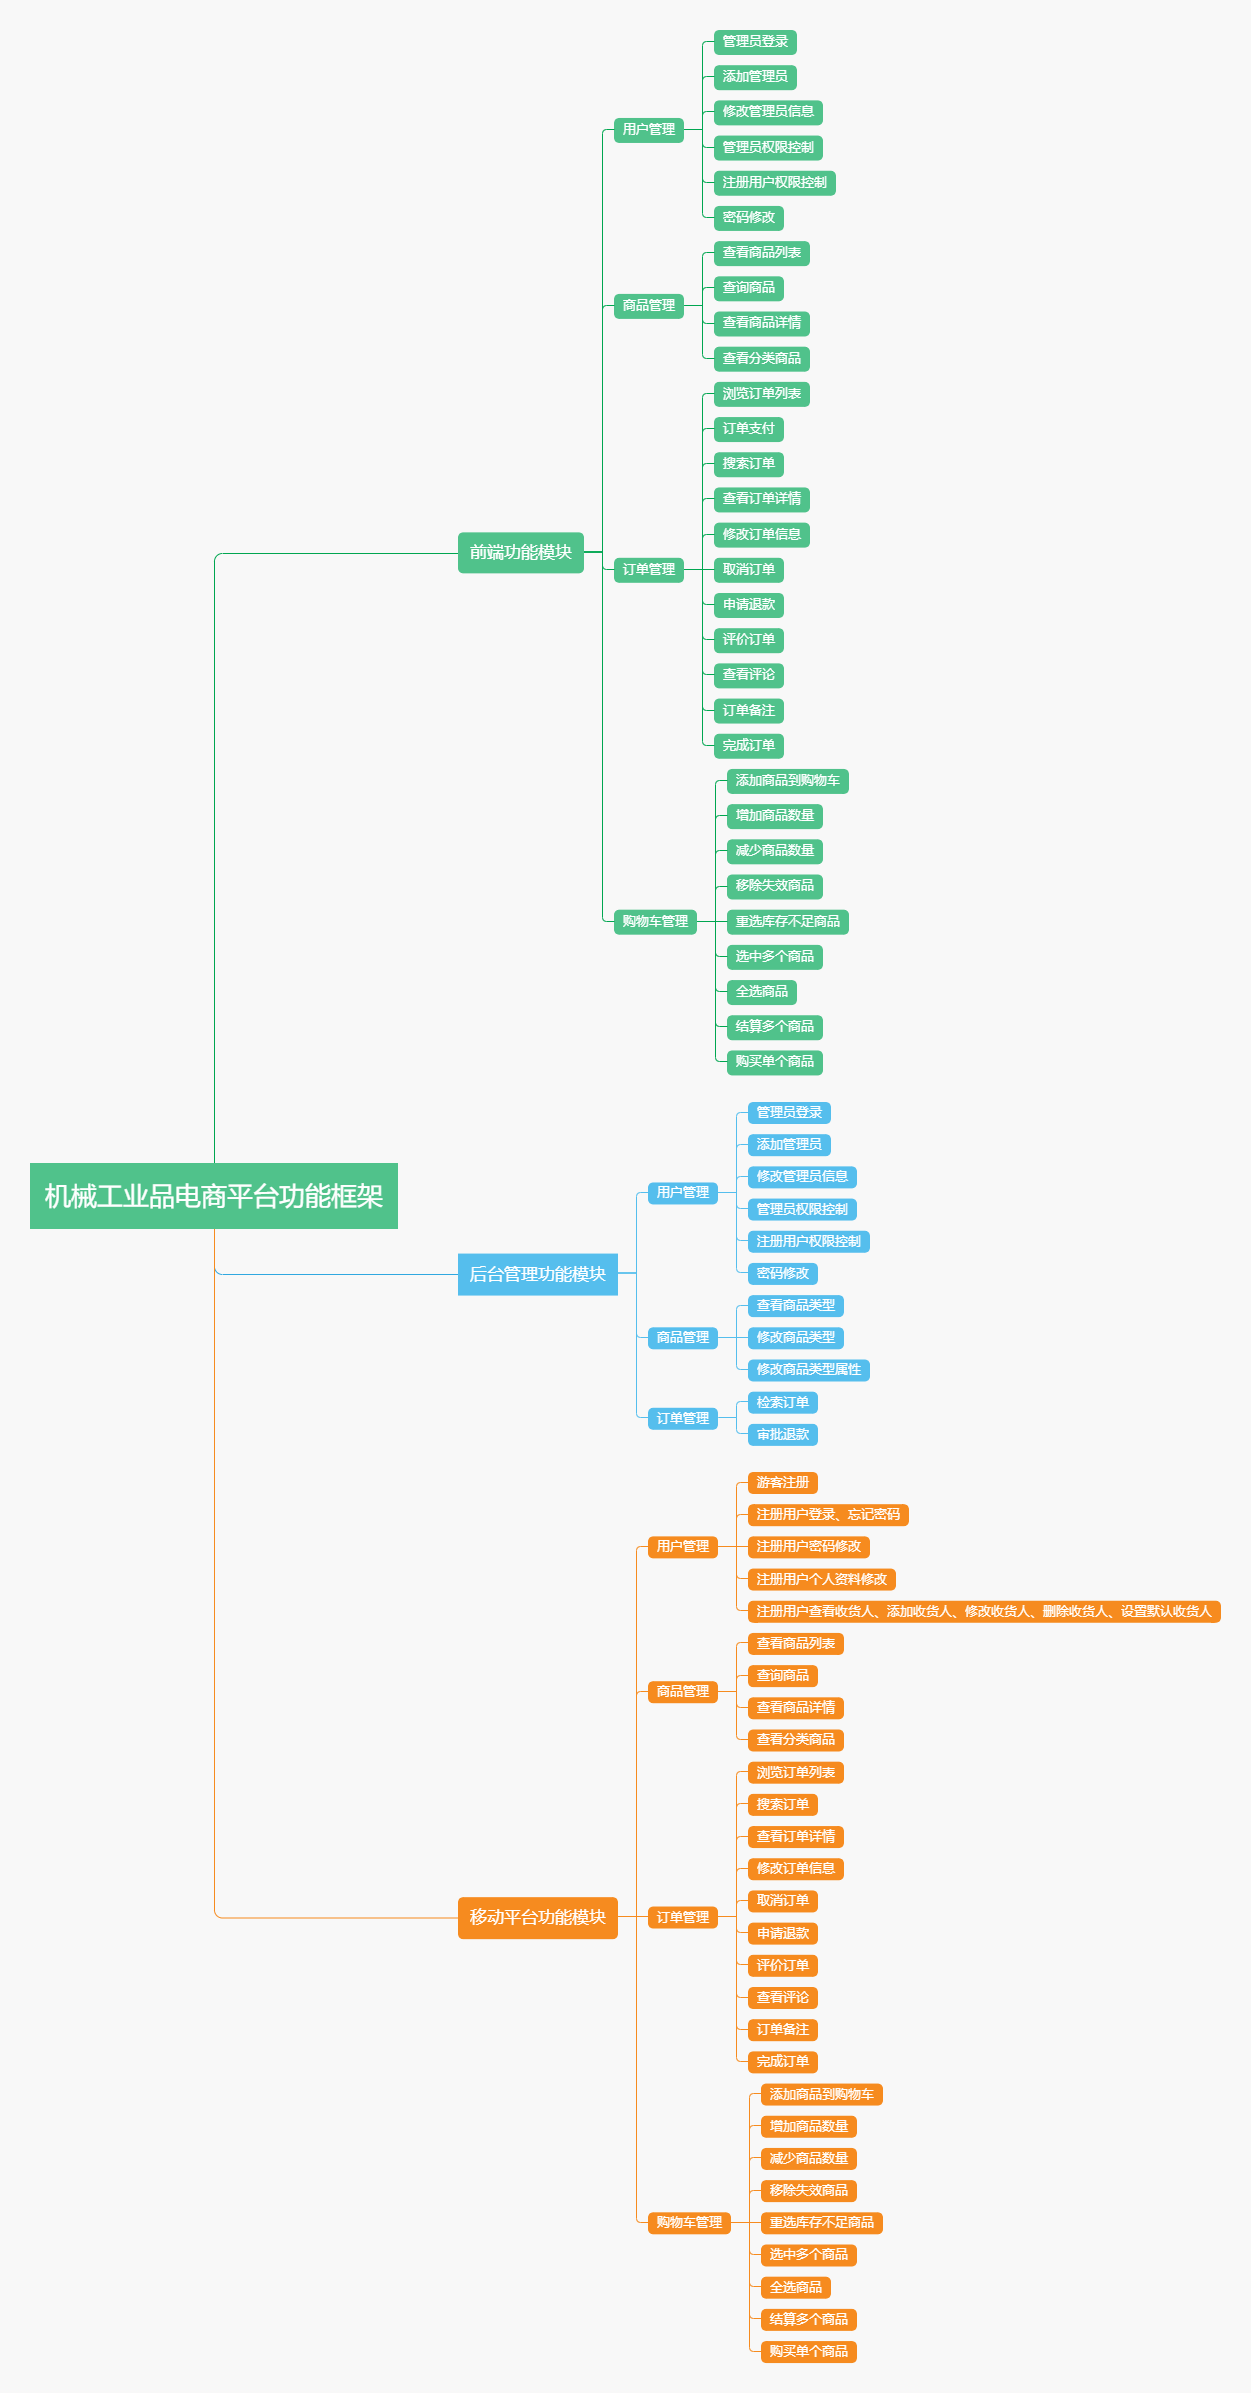 机械工业品电商平台功能框架
前端功能模块
用户管理
管理员登录
添加管理员
修改管理员信息
管理员权限控制
注册用户权限控制
密码修改
商品管理
查看商品列表
查询商品
查看商品详情
查看分类商品
订单管理
浏览订单列表
订单支付
搜索订单
查看订单详情
修改订单信息
取消订单
申请退款
评价订单
查看评论
订单备注
完成订单
购物车管理
添加商品到购物车
增加商品数量
减少商品数量
移除失效商品
重选库存不足商品
选中多个商品
全选商品
结算多个商品
购买单个商品
后台管理功能模块
用户管理
管理员登录
添加管理员
修改管理员信息
管理员权限控制
注册用户权限控制
密码修改
商品管理
查看商品类型
修改商品类型
修改商品类型属性
订单管理
检索订单
审批退款
移动平台功能模块
用户管理
游客注册
注册用户登录、忘记密码
注册用户密码修改
注册用户个人资料修改
注册用户查看收货人、添加收货人、修改收货人、删除收货人、设置默认收货人
商品管理
查看商品列表
查询商品
查看商品详情
查看分类商品
订单管理
浏览订单列表
搜索订单
查看订单详情
修改订单信息
取消订单
申请退款
评价订单
查看评论
订单备注
完成订单
购物车管理
添加商品到购物车
增加商品数量
减少商品数量
移除失效商品
重选库存不足商品
选中多个商品
全选商品
结算多个商品
购买单个商品